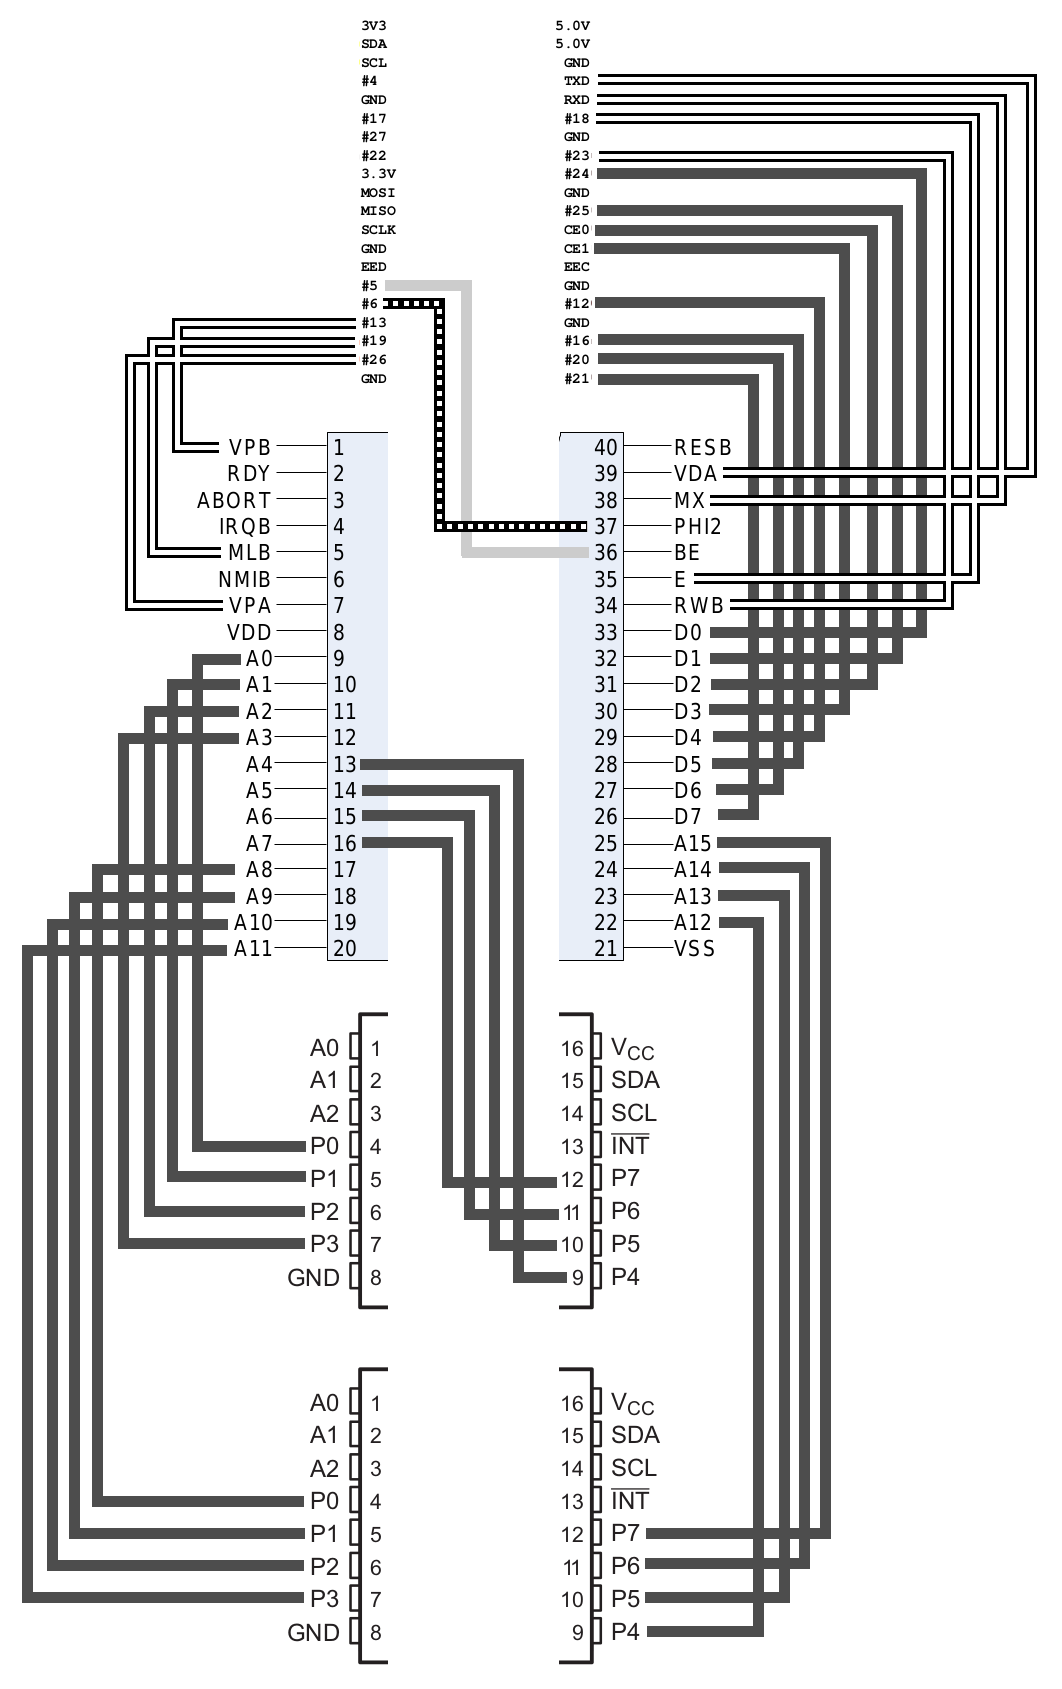 3V3 5.0V
SDA 5.0V
SCL GND
#4 TXD
GND RXD
#17 #18
#27 GND
#22 #23
3.3V #24
MOSI GND
MISO #25
SCLK CE0
GND CE1
EED EEC
#5 GND
#6 #12
#13 GND
#19 #16
#26 #20
GND #21
VPB 1 40 RESB
RDY 2 39 VDA
ABORT 3 38 MX
IRQB 4 37 PHI2
MLB 5 36 BE
NMIB 6 35 E
VPA 7 34 RWB
VDD 8 33 D0
A0 9 32 D1
A1 10 31 D2
A2 11 30 D3
A3 12 29 D4
A4 13 28 D5
A5 14 27 D6
A6 15 26 D7
A7 16 25 A15
A8 17 24 A14
A9 18 23 A13
A10 19 22 A12
A11 20 21 VSS
A0 1 16 VCC
A1 2 15 SDA
A2 3 14 SCL
P0 4 13 INT
P1 5 12 P7
P2 6 11 P6
P3 7 10 P5
GND 8 9 P4
A0 1 16 VCC
A1 2 15 SDA
A2 3 14 SCL
P0 4 13 INT
P1 5 12 P7
P2 6 11 P6
P3 7 10 P5
GND 8 9 P4